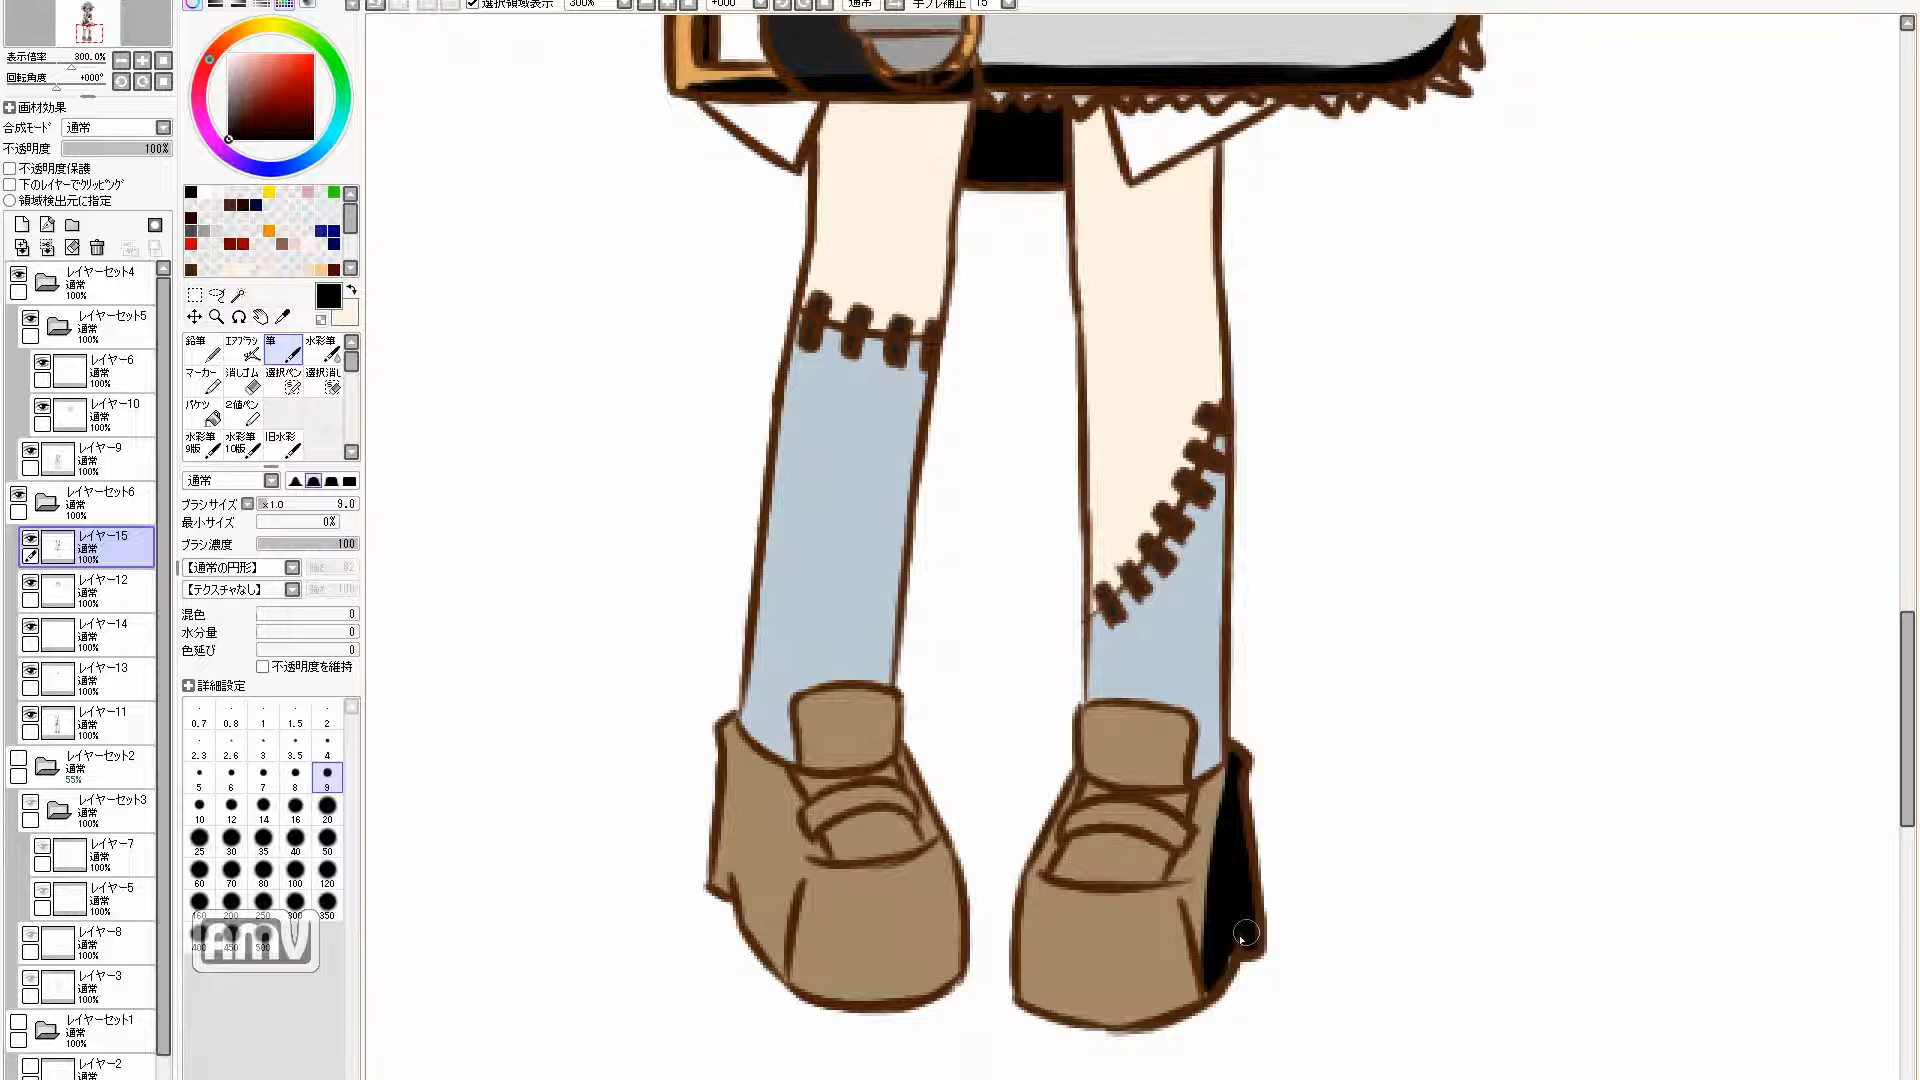 選択領域表示
300%
+000°
通常
手ブレ補正
15
表示倍率
300.0%
回転角度
+000°
画材効果
合成モード
通常
不透明度
100%
不透明度保護
下のレイヤーでクリッピング
領域検出元に指定
レイヤーセット4
通常
100%
レイヤーセット5
通常
100%
レイヤー6
通常
100%
レイヤー10
通常
100%
レイヤー9
通常
100%
レイヤーセット6
通常
100%
レイヤー15
通常
100%
レイヤー12
通常
100%
レイヤー14
通常
100%
レイヤー13
通常
100%
レイヤー11
通常
100%
レイヤーセット2
通常
55%
レイヤーセット3
通常
100%
レイヤー7
通常
100%
レイヤー5
通常
100%
レイヤー8
通常
100%
レイヤー3
通常
100%
レイヤーセット1
通常
100%
レイヤー2
通常
鉛筆 エアブラシ 筆 水彩筆
マーカー 消しゴム 選択ペン 選択消し
バケツ 2値ペン
水彩筆 水彩筆 旧水彩
9版 10版
通常
ブラシサイズ x1.0 9.0
最小サイズ 0%
ブラシ濃度 100
【通常の円形】 強さ 82
【テクスチャなし】 強さ 100
混色 0
水分量 0
色延び 0
不透明度を維持
詳細設定
0.7 0.8 1 1.5 2
2.3 2.6 3 3.5 4
5 6 7 8 9
10 12 14 16 20
25 30 35 40 50
60 70 80 100 120
160 200 250 300 350
400 450 500
AMV